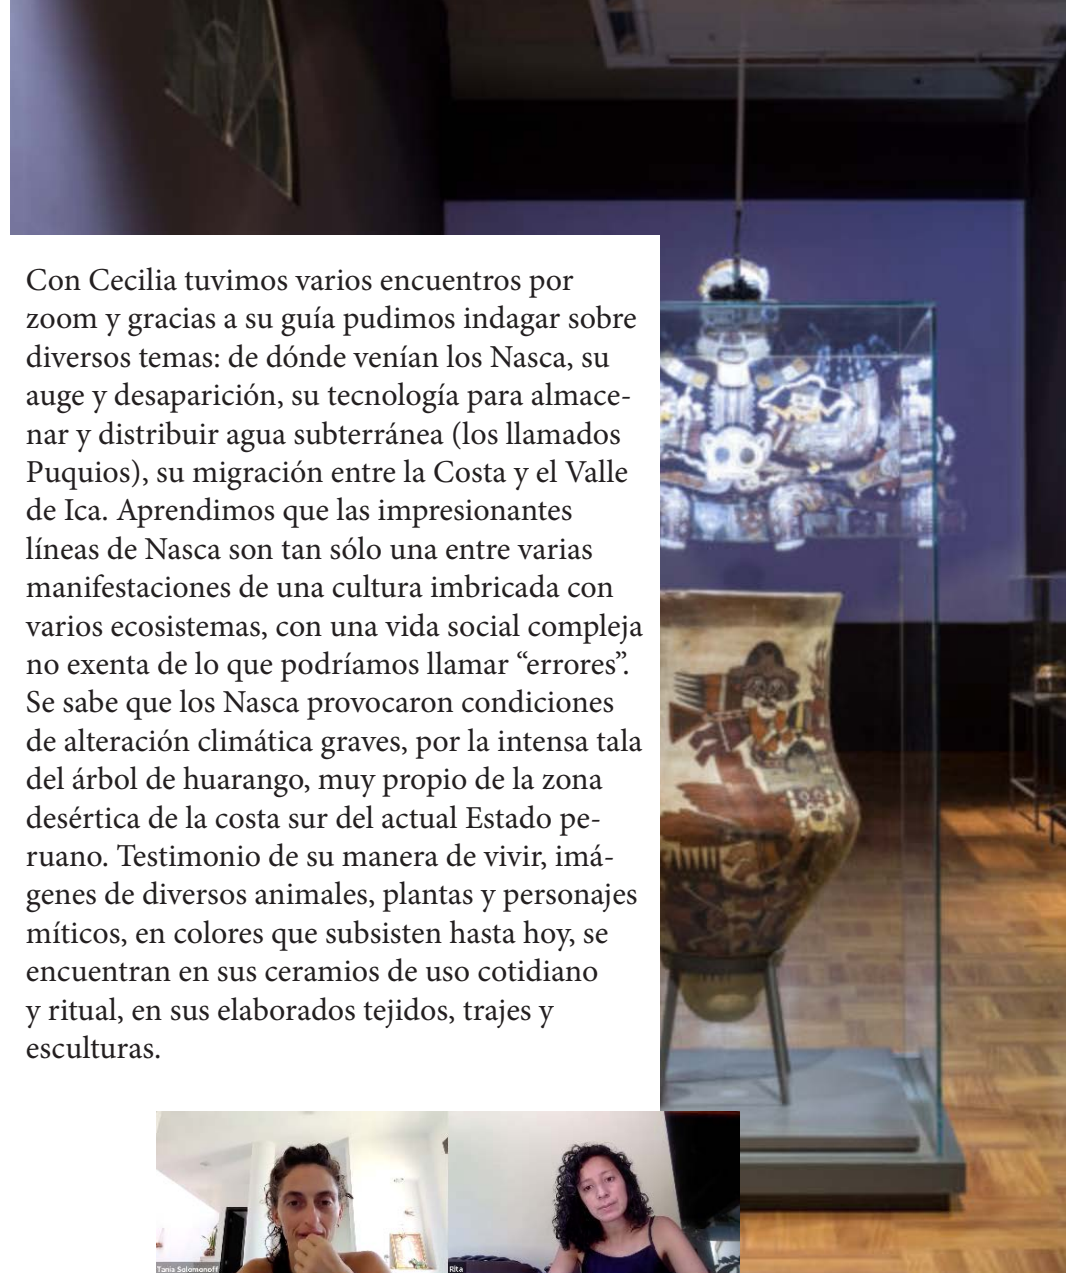 Con Cecilia tuvimos varios encuentros por
zoom y gracias a su guía pudimos indagar sobre
diversos temas: de dónde venían los Nasca, su
auge y desaparición, su tecnología para almace-
nar y distribuir agua subterránea (los llamados
Puquios), su migración entre la Costa y el Valle
de Ica. Aprendimos que las impresionantes
líneas de Nasca son tan sólo una entre varias
manifestaciones de una cultura imbricada con
varios ecosistemas, con una vida social compleja
no exenta de lo que podríamos llamar “errores”.
Se sabe que los Nasca provocaron condiciones
de alteración climática graves, por la intensa tala
del árbol de huarango, muy propio de la zona
desértica de la costa sur del actual Estado pe-
ruano. Testimonio de su manera de vivir, imá-
genes de diversos animales, plantas y personajes
míticos, en colores que subsisten hasta hoy, se
encuentran en sus ceramios de uso cotidiano
y ritual, en sus elaborados tejidos, trajes y
esculturas.
Tania Solomonoff
Rita